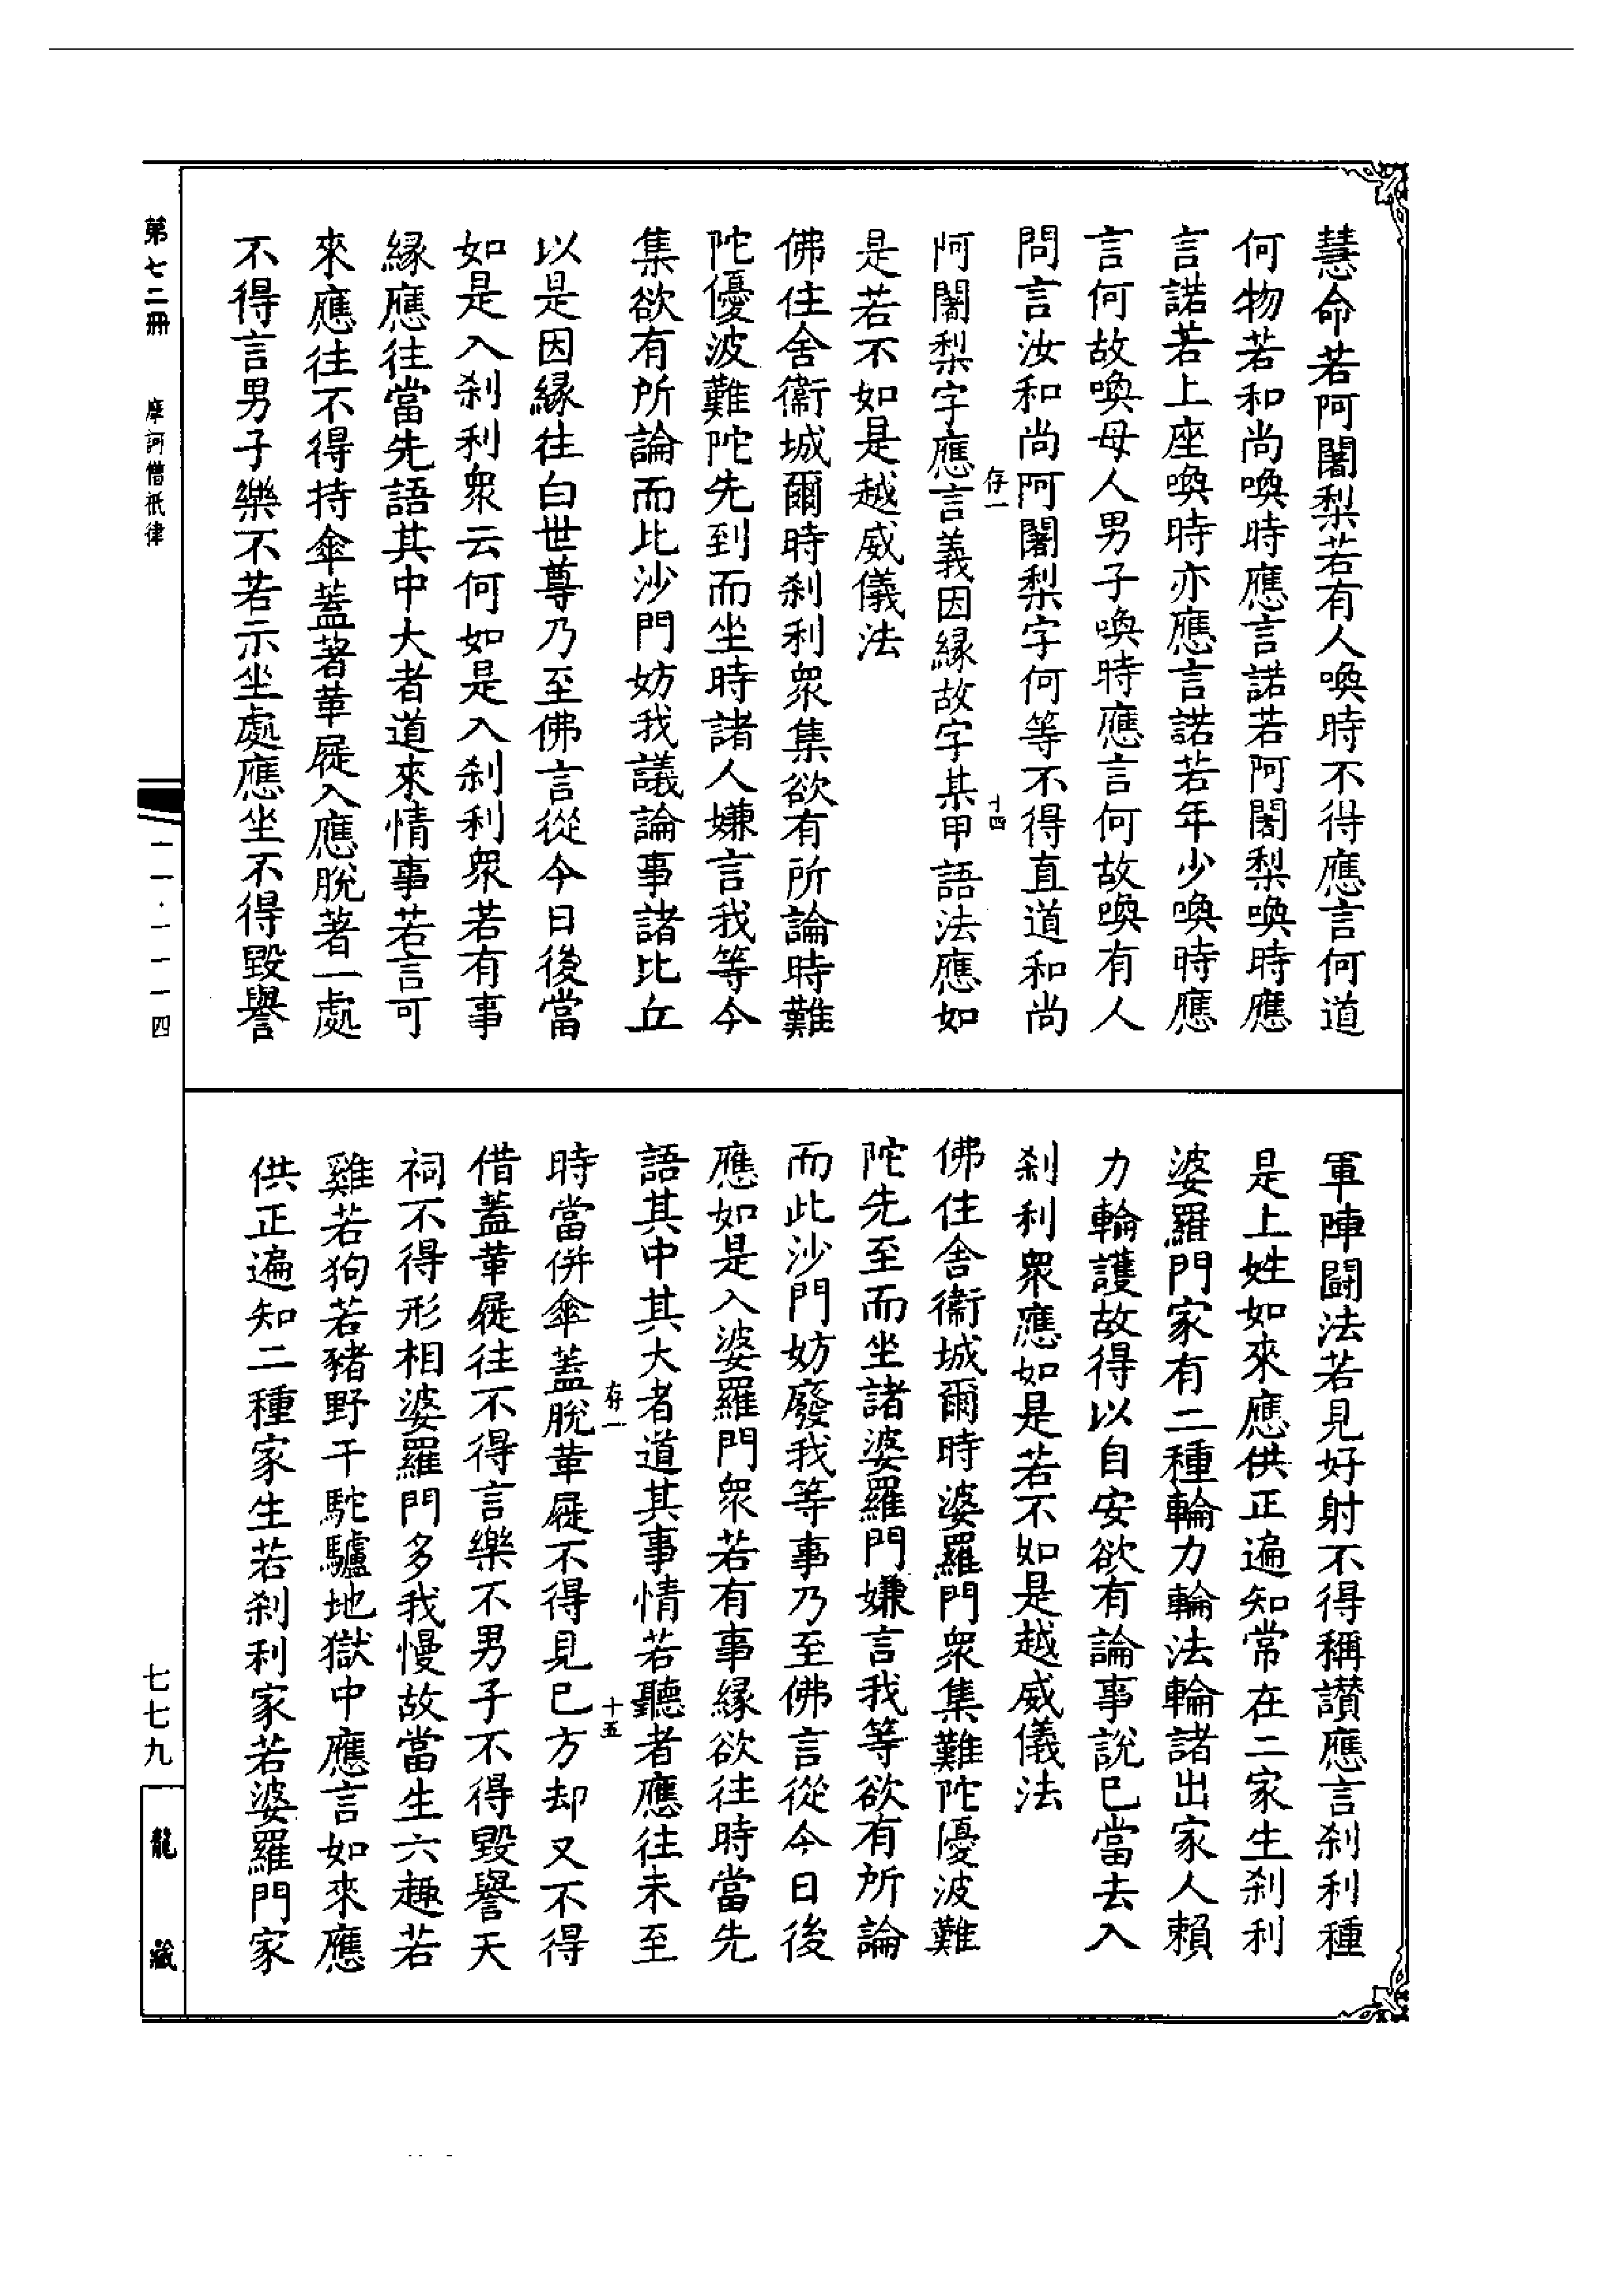 慧命若阿闍梨若有人喚時不得應言何道
何物若和尚喚時應言諾若阿闍梨喚時應
言諾若上座喚時亦應言諾若年少喚時應
言何故喚母人男子喚時應言何故喚有人
問言汝和尚阿闍梨字何等不得直道和尚
存一
十四
阿闍梨字應言義因緣故字某甲語法應如
是若不如是越威儀法
佛住舍衞城爾時剎利衆集欲有所論時難
陀優波難陀先到而坐時諸人嫌言我等今
集欲有所論而比沙門妨我議論事諸比丘
以是因緣往白世尊乃至佛言從今日後當
如是入剎利衆云何如是入剎利衆若有事
緣應往當先語其中大者道來情事若言可
來應往不得持傘蓋著革屣入應脫著一處
不得言男子樂不若示坐處應坐不得毀譽
軍陣鬪法若見好射不得稱讃應言剎利種
是上姓如來應供正遍知常在二家生剎利
婆羅門家有二種輪力輪法輪諸出家人賴
力輪護故得以自安欲有論事說已當去入
剎利衆應如是若不如是越威儀法
佛住舍衞城爾時婆羅門衆集難陀優波難
陀先至而坐諸婆羅門嫌言我等欲有所論
而此沙門妨廢我等事乃至佛言從今日後
應如是入婆羅門衆若有事緣欲往時當先
語其中其大者道其事情若聽者應往未至
存一
十五
時當倂傘蓋脫革屣不得見已方却又不得
借蓋革屣往不得言樂不男子不得毀譽天
祠不得形相婆羅門多我慢故當生六趣若
雞若狗若豬野干駝驢地獄中應言如來應
供正遍知二種家生若剎利家若婆羅門家
第七二冊
摩訶僧祇律
一一·一一一四
七七九
龍藏